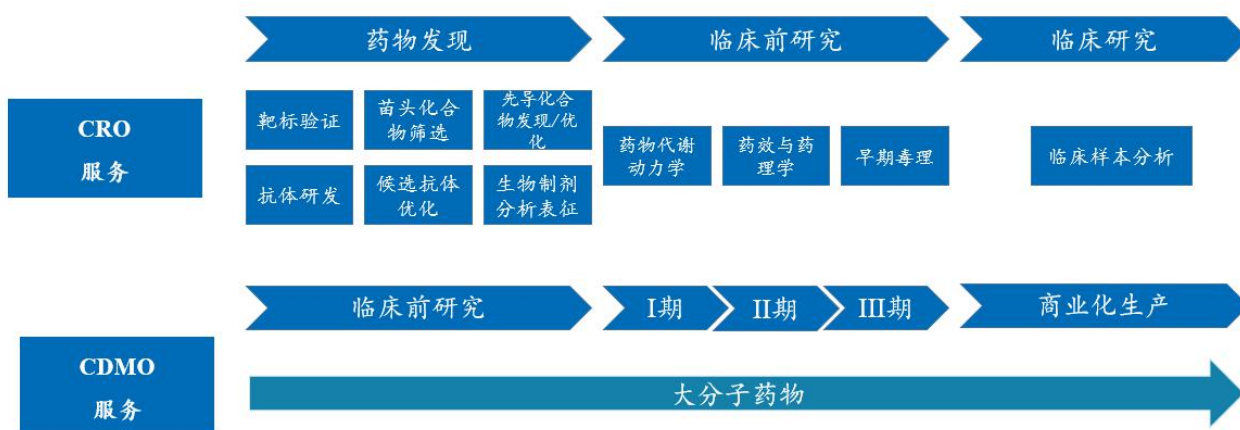 药物发现
临床前研究
临床研究
CRO
服务
靶标验证
苗头化合
物筛选
先导化合
物发现/优
化
药物代谢
动力学
药效与药
理学
早期毒理
临床样本分析
抗体研发
候选抗体
优化
生物制剂
分析表征
临床前研究
I期
II期
III期
商业化生产
CDMO
服务
大分子药物